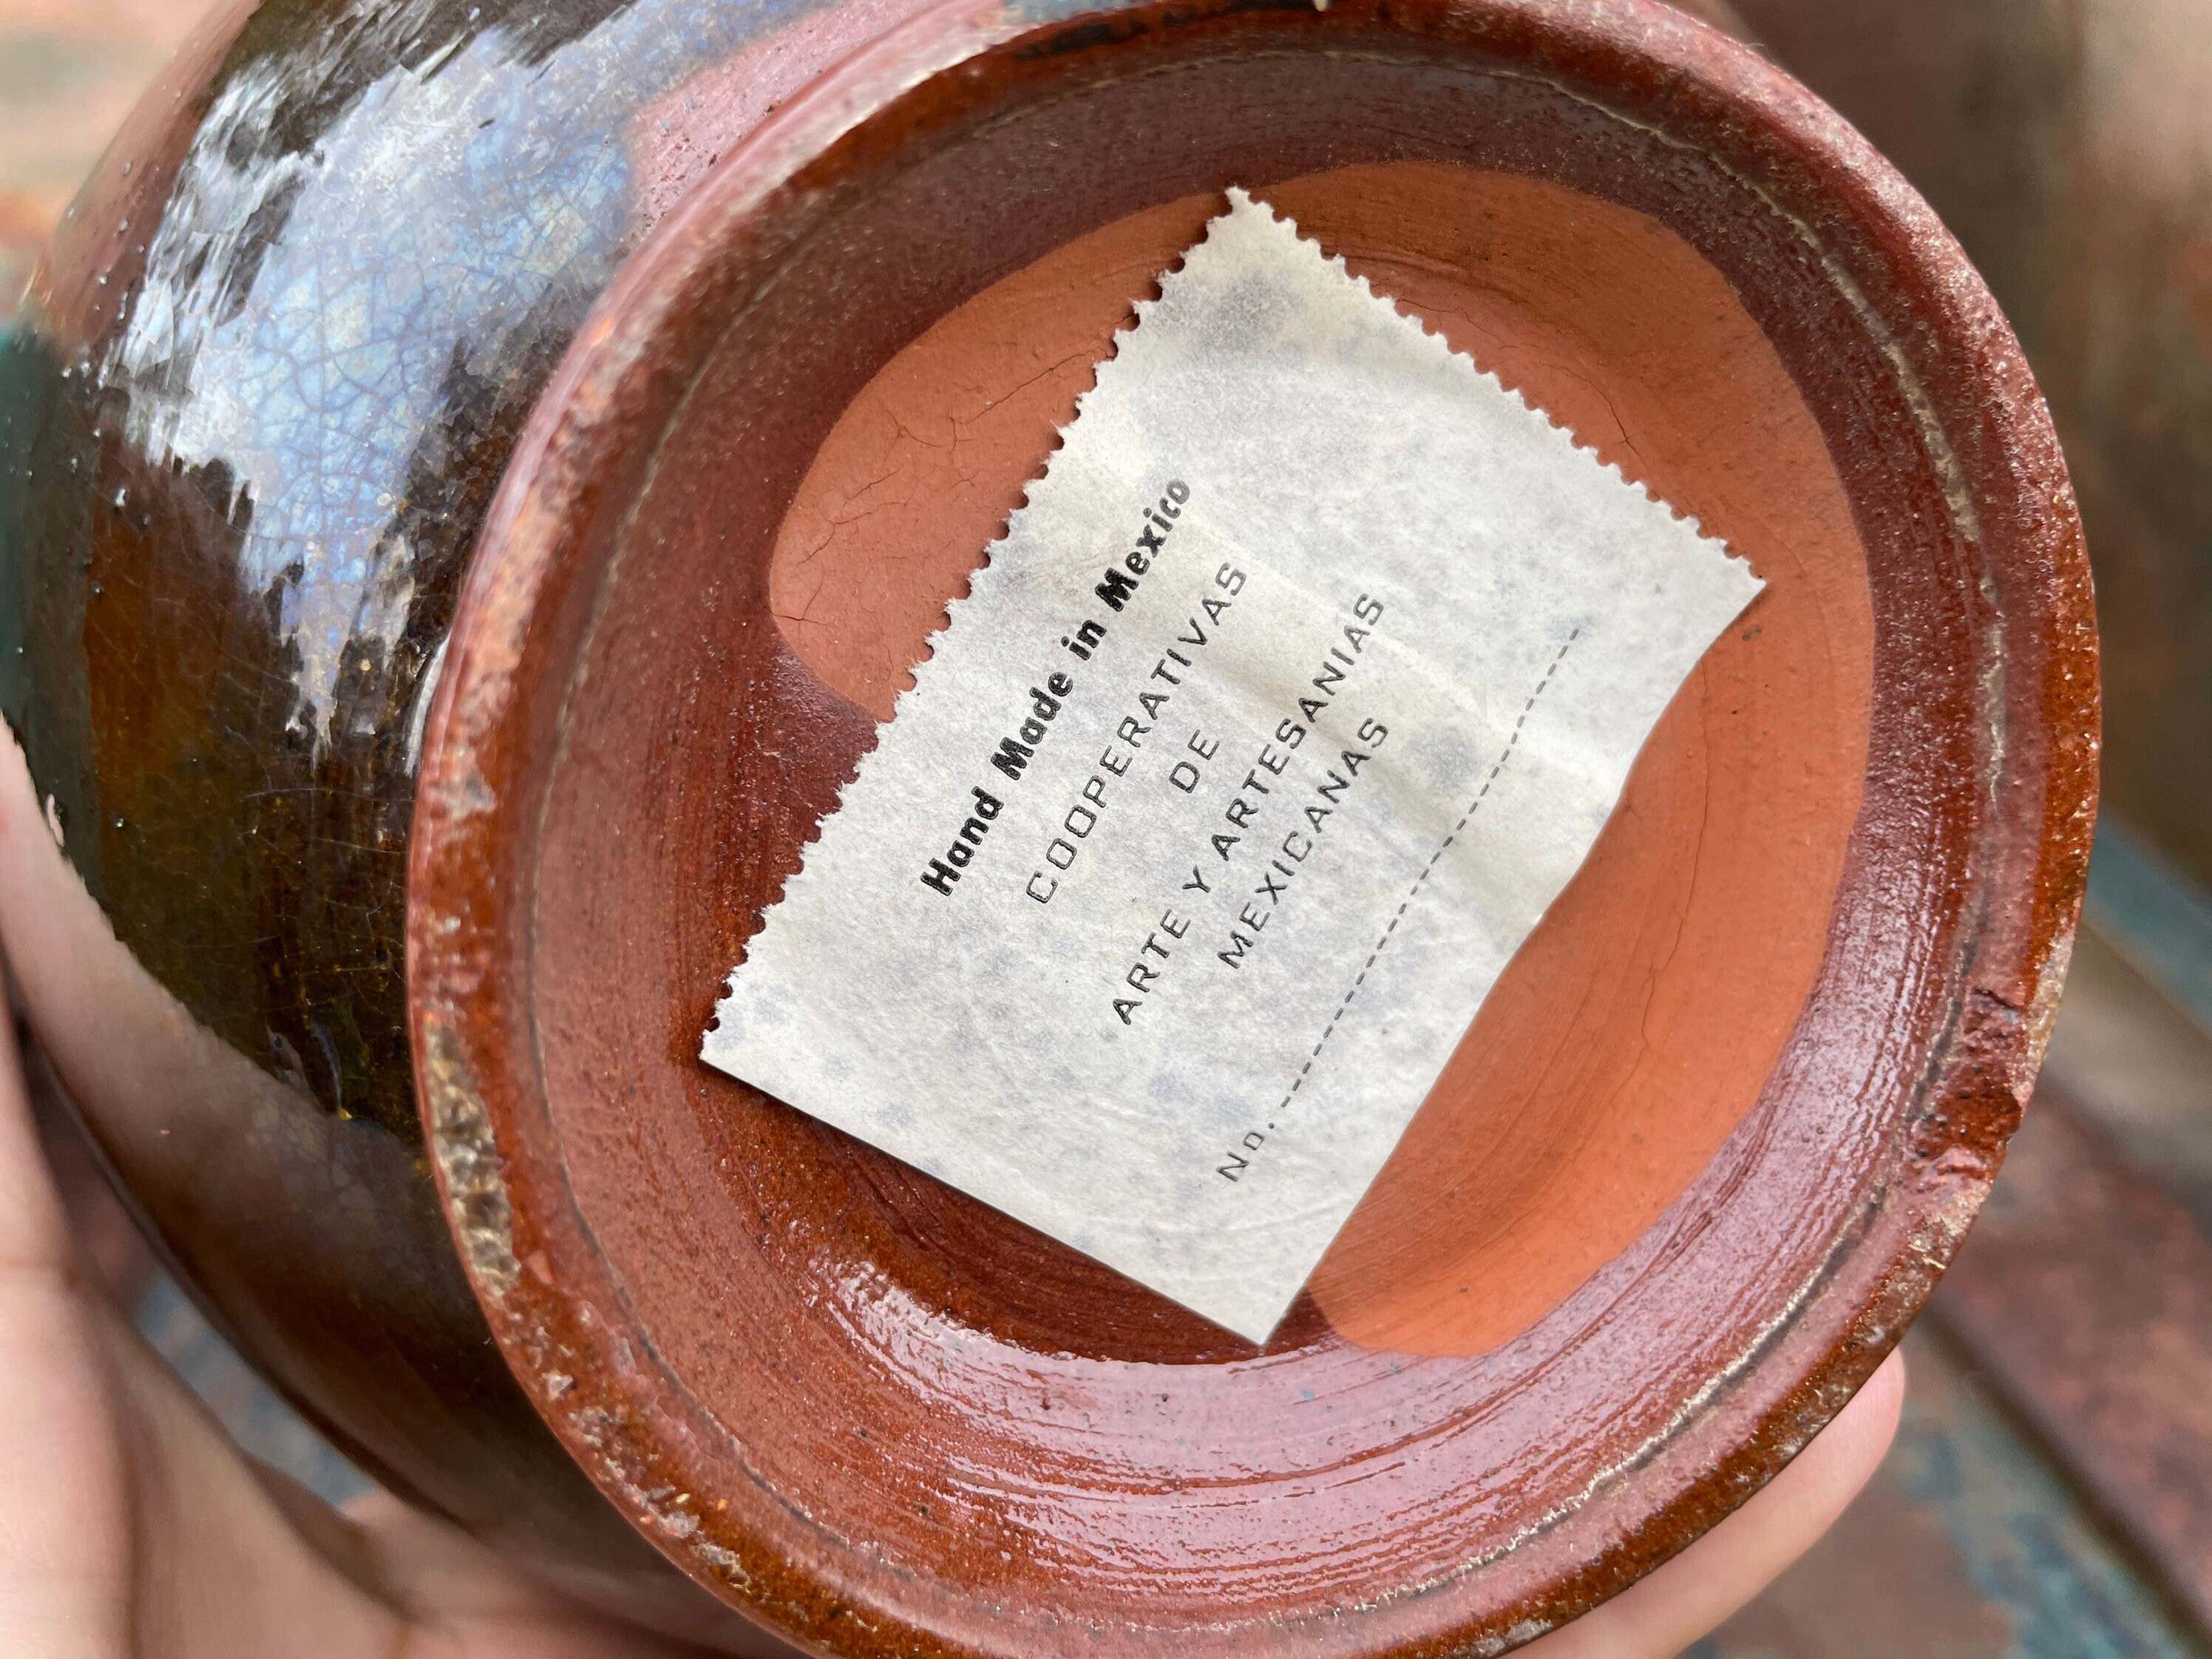 Hand Made in Mexico
COOPERATIVAS
DE
ARTE Y ARTESANIAS
MEXICANAS
No. ------------------------------